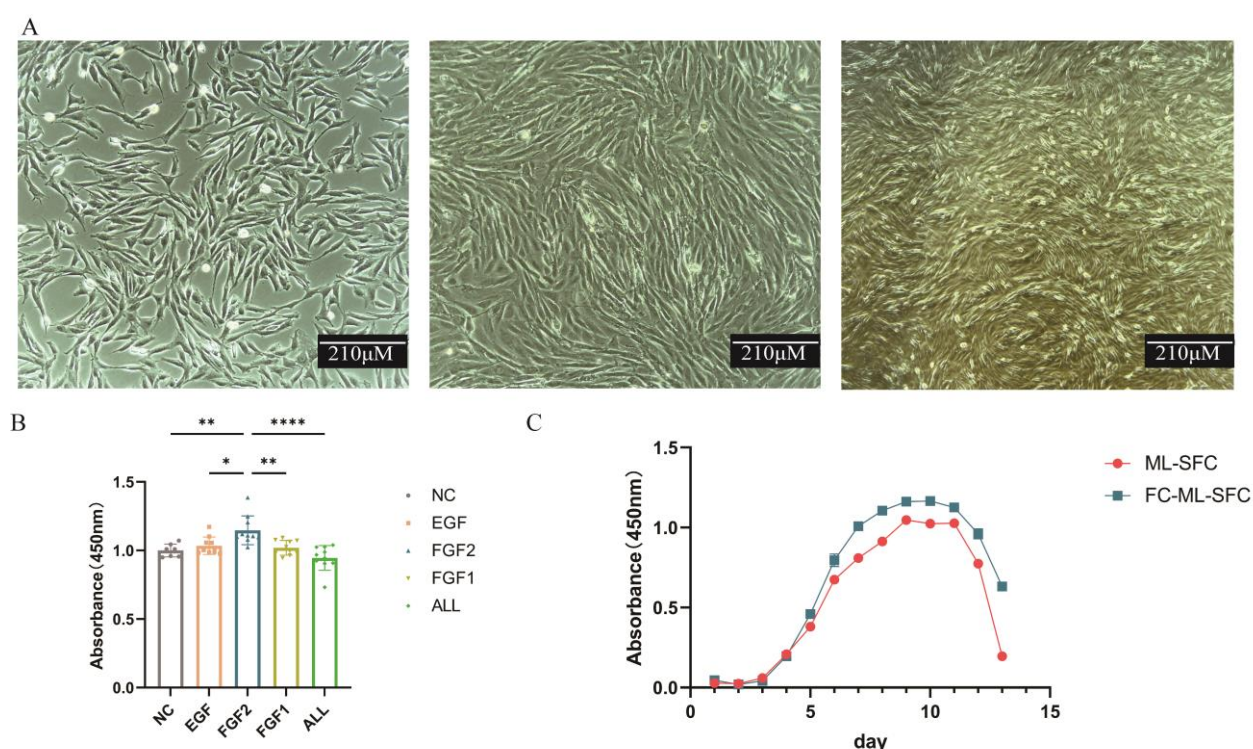 A
210μM
210μM
210μM
B
**
****
*
**
Absorbance(450nm)
1.5
1.0
0.5
0.0
NC
EGF
FGF2
FGF1
ALL
NC
EGF
FGF2
FGF1
ALL
C
Absorbance(450nm)
1.5
1.0
0.5
0.0
0
5
10
15
day
ML-SFC
FC-ML-SFC